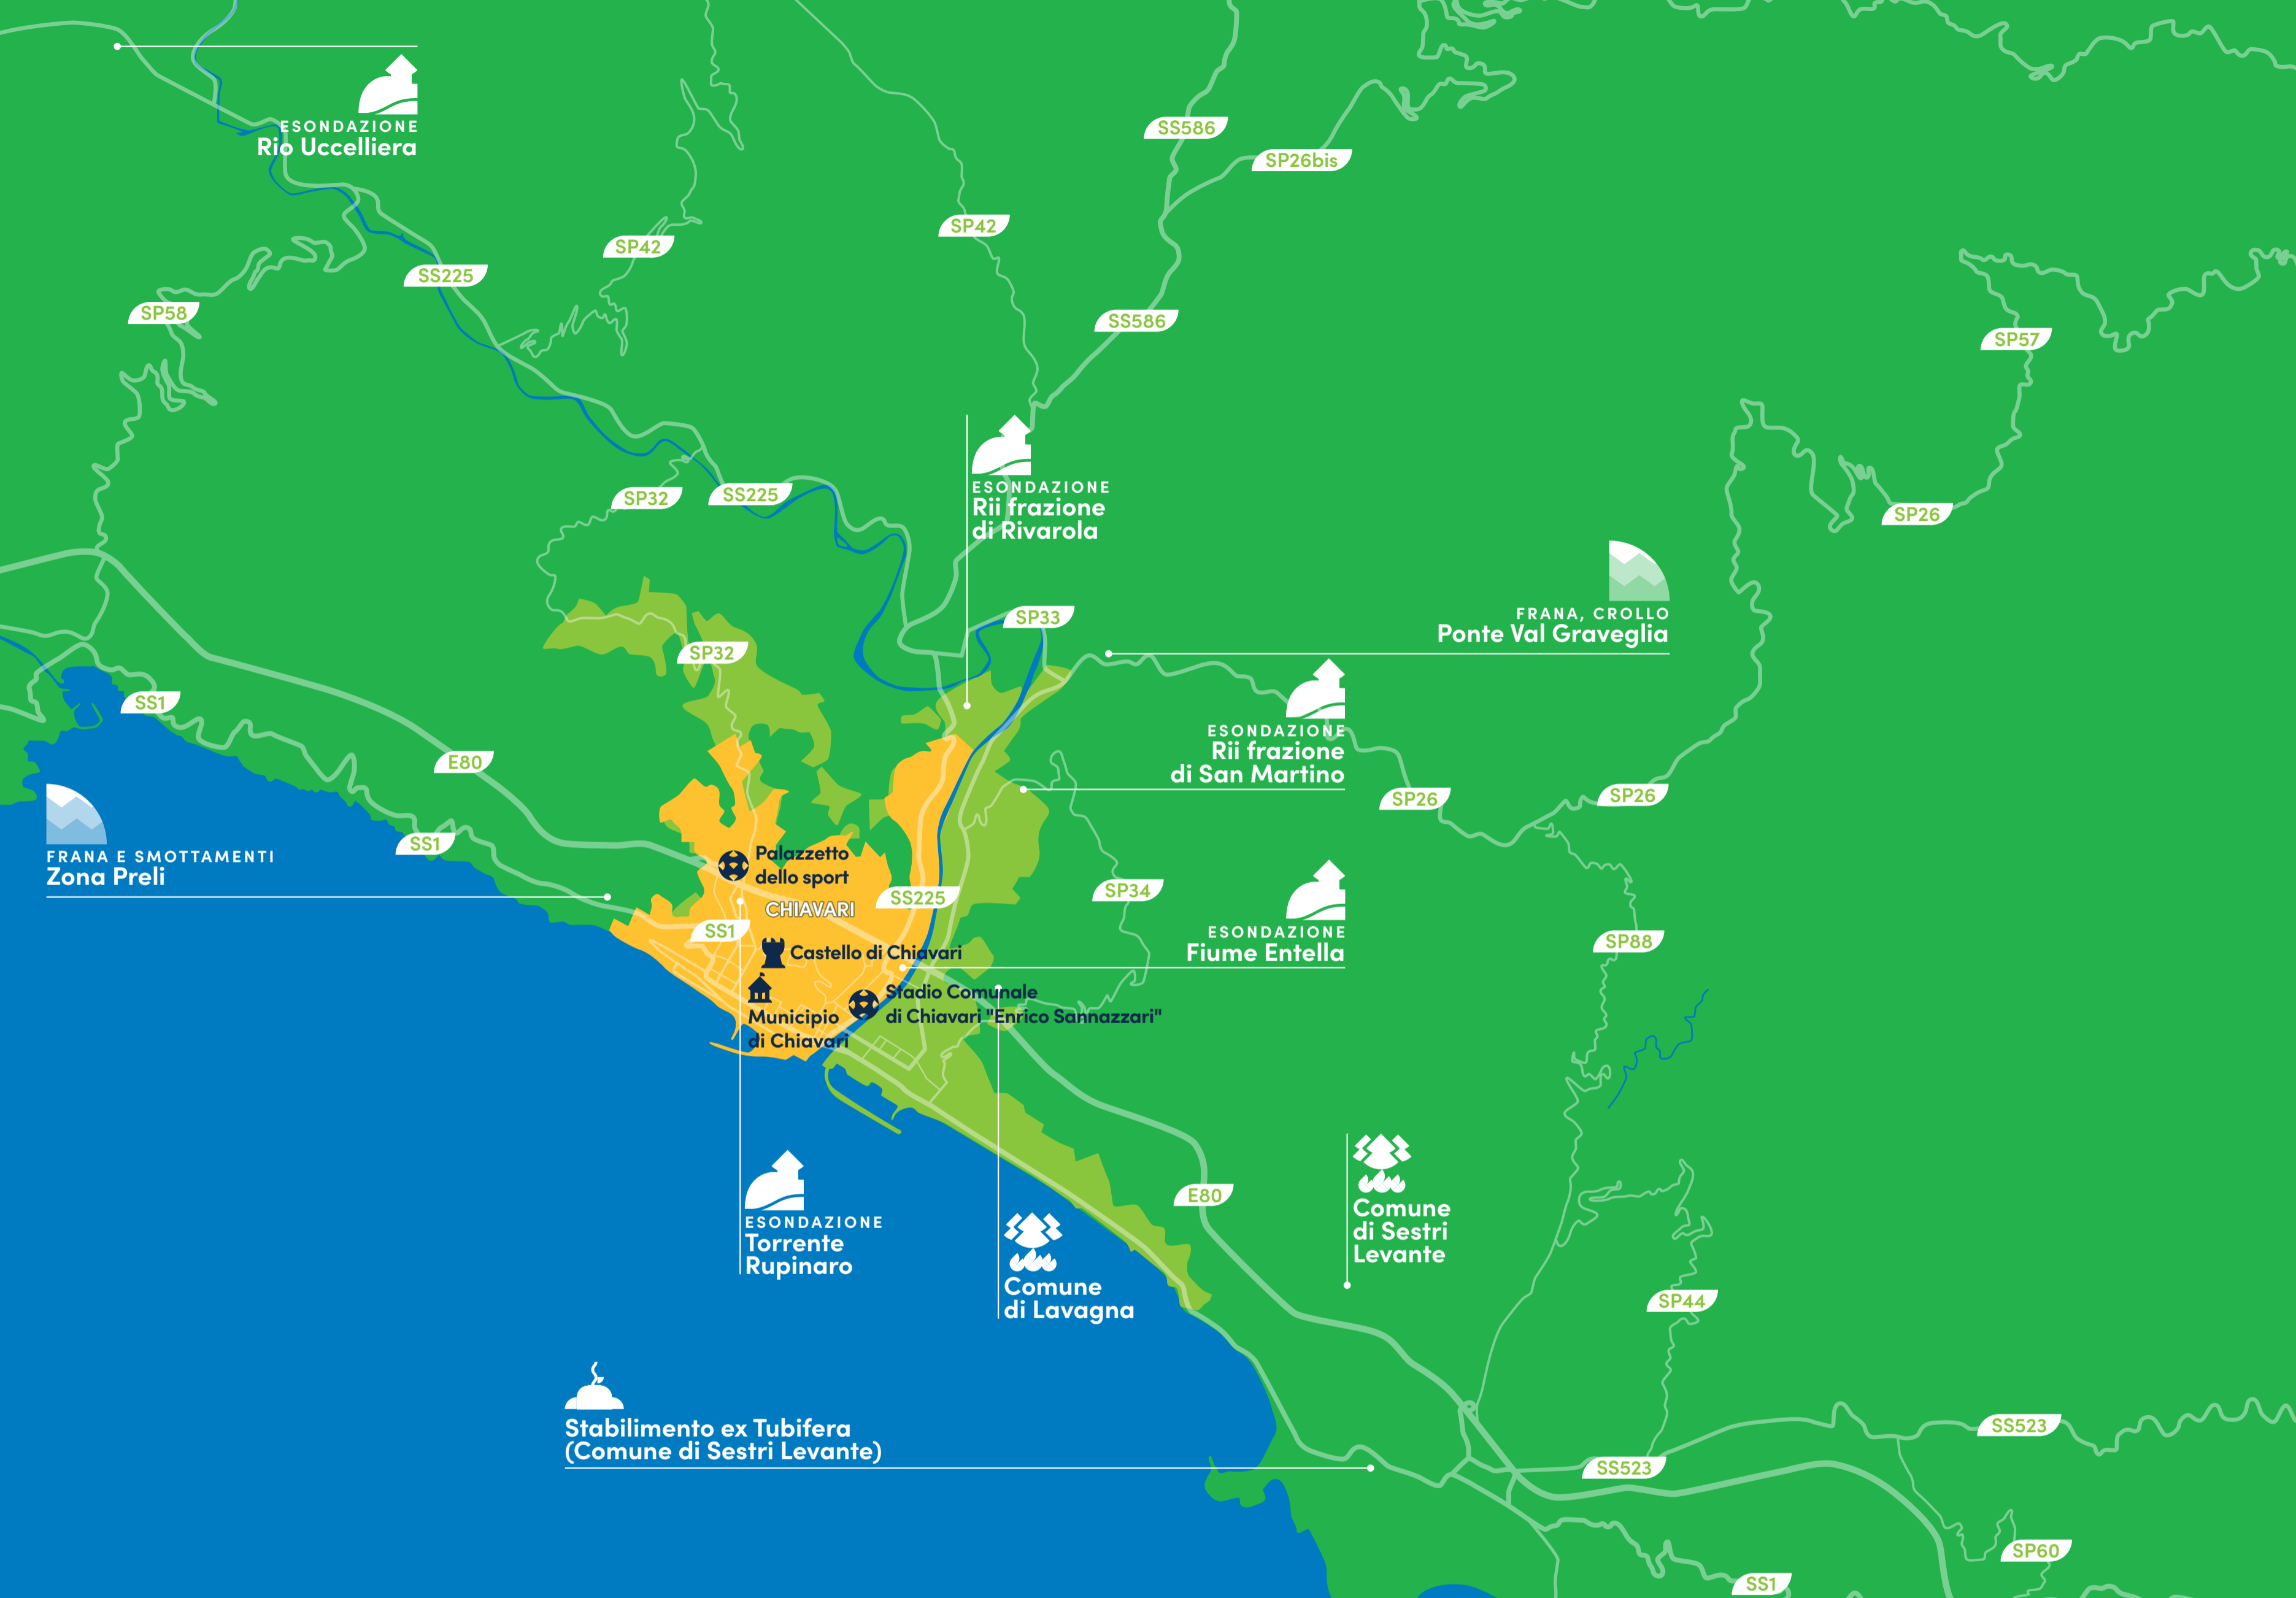 ESONDAZIONE
Rio Uccelliera
SS586
SP26bis
SP42
SP42
SS225
SP58
SS586
SP57
ESONDAZIONE
Rii frazione
di Rivarola
SP32
SS225
SP26
FRANA, CROLLO
Ponte Val Graveglia
SP33
SP32
SS1
ESONDAZIONE
Rii frazione
di San Martino
E80
SP26
SP26
FRANA E SMOTTAMENTI
Zona Preli
SS1
Palazzetto
dello sport
CHIAVARI
SS225
SP34
SS1
ESONDAZIONE
Fiume Entella
SP88
Castello di Chiavari
Municipio
di Chiavari
Stadio Comunale
di Chiavari "Enrico Sannazzari"
E80
Comune
di Sestri
Levante
ESONDAZIONE
Torrente
Rupinaro
Comune
di Lavagna
SP44
Stabilimento ex Tubifera
(Comune di Sestri Levante)
SS523
SS523
SP60
SS1